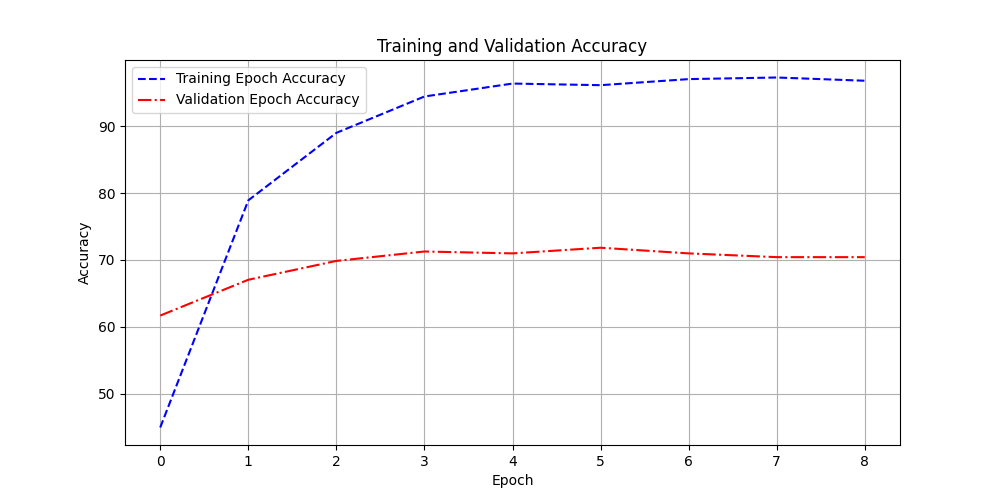 Training and Validation Accuracy
Training Epoch Accuracy
Validation Epoch Accuracy
90
80
70
60
50
Accuracy
0 1 2 3 4 5 6 7 8
Epoch